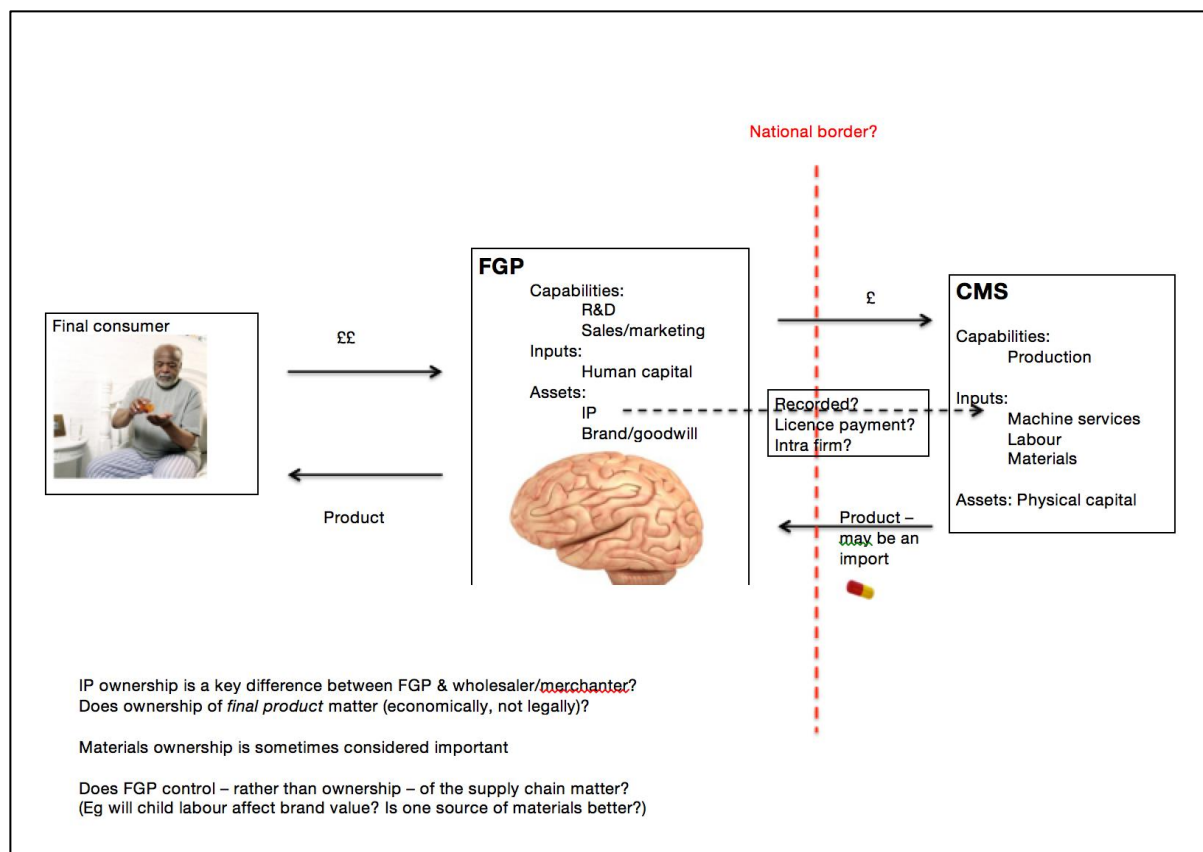 National border?
FGP
Capabilities:
R&D
Sales/marketing
Inputs:
Human capital
Assets:
IP
Brand/goodwill
£
CMS
Capabilities:
Production
Inputs:
Machine services
Labour
Materials
Assets: Physical capital
Final consumer
££
Product
Recorded?
Licence payment?
Intra firm?
Product –
may be an
import
IP ownership is a key difference between FGP & wholesaler/merchanter?
Does ownership of final product matter (economically, not legally)?
Materials ownership is sometimes considered important
Does FGP control – rather than ownership – of the supply chain matter?
(Eg will child labour affect brand value? Is one source of materials better?)